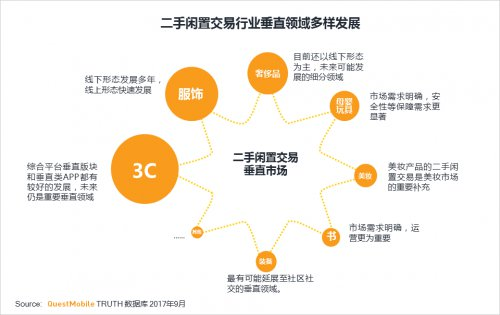 二手闲置交易行业垂直领域多样发展
目前还以线下形态
为主，未来可能发
展的细分领域
奢侈品
线下形态发展多年，
线上形态快速发展
服饰
母婴
玩具
市场需求明确，安
全性等保障需求更
显著
3C
综合平台垂直版块
和垂直类APP都有
较好的发展，未来
仍是重要垂直领域
二手闲置交易
垂直市场
美妆
美妆产品的二手闲
置交易是美妆市场
的重要补充
书
市场需求明确，运
营更为重要
......
装备
最有可能延展至社区社
交的垂直领域。
Source: QuestMobile TRUTH 数据库 2017年9月